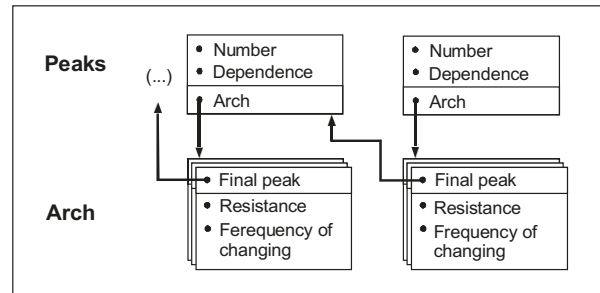 Peaks
(...)
• Number
• Dependence
• Arch
• Number
• Dependence
• Arch
Arch
• Final peak
• Resistance
• Ferequency of
changing
• Final peak
• Resistance
• Frequency of
changing